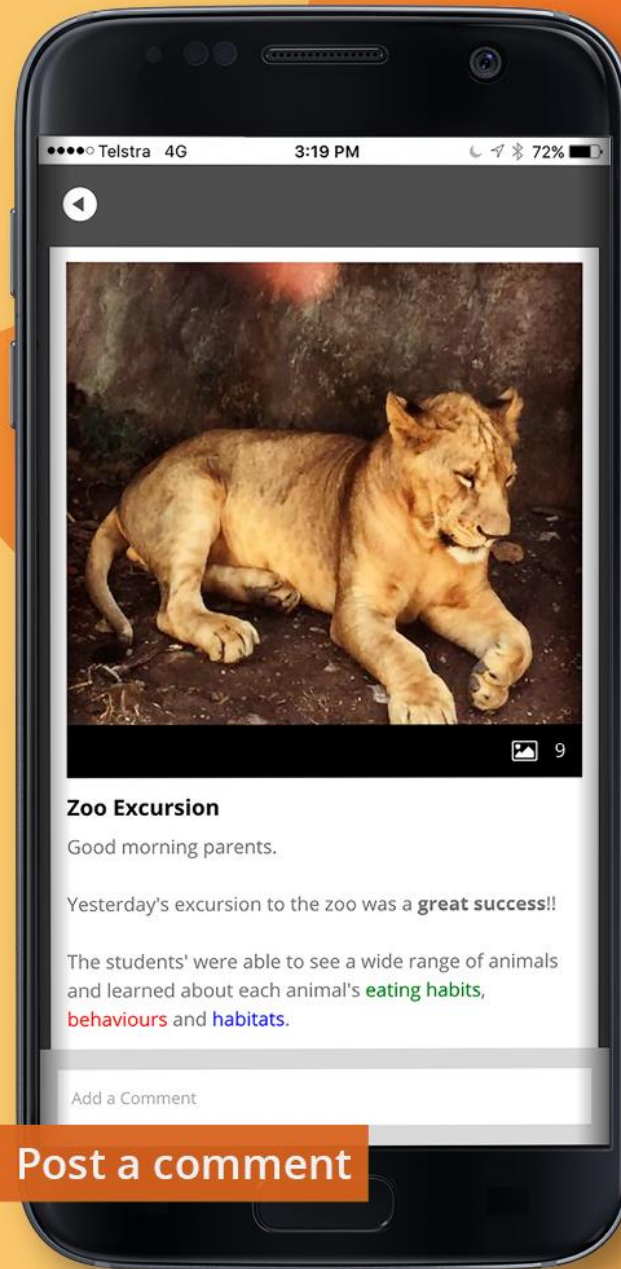 Telstra 4G 3:19 PM 72%
9
Zoo Excursion
Good morning parents.
Yesterday's excursion to the zoo was a great success!!
The students' were able to see a wide range of animals
and learned about each animal's eating habits,
behaviours and habitats.
Add a Comment
Post a comment